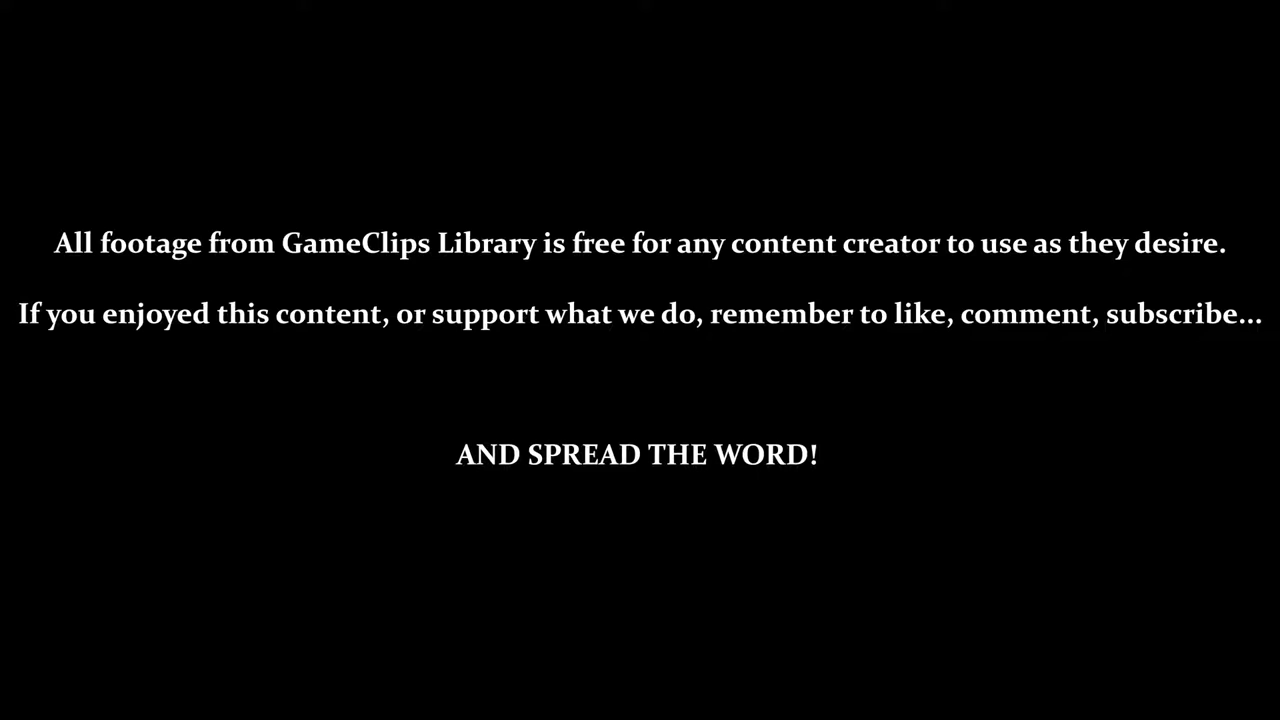 All footage from GameClips Library is free for any content creator to use as they desire.
If you enjoyed this content, or support what we do, remember to like, comment, subscribe...
AND SPREAD THE WORD!